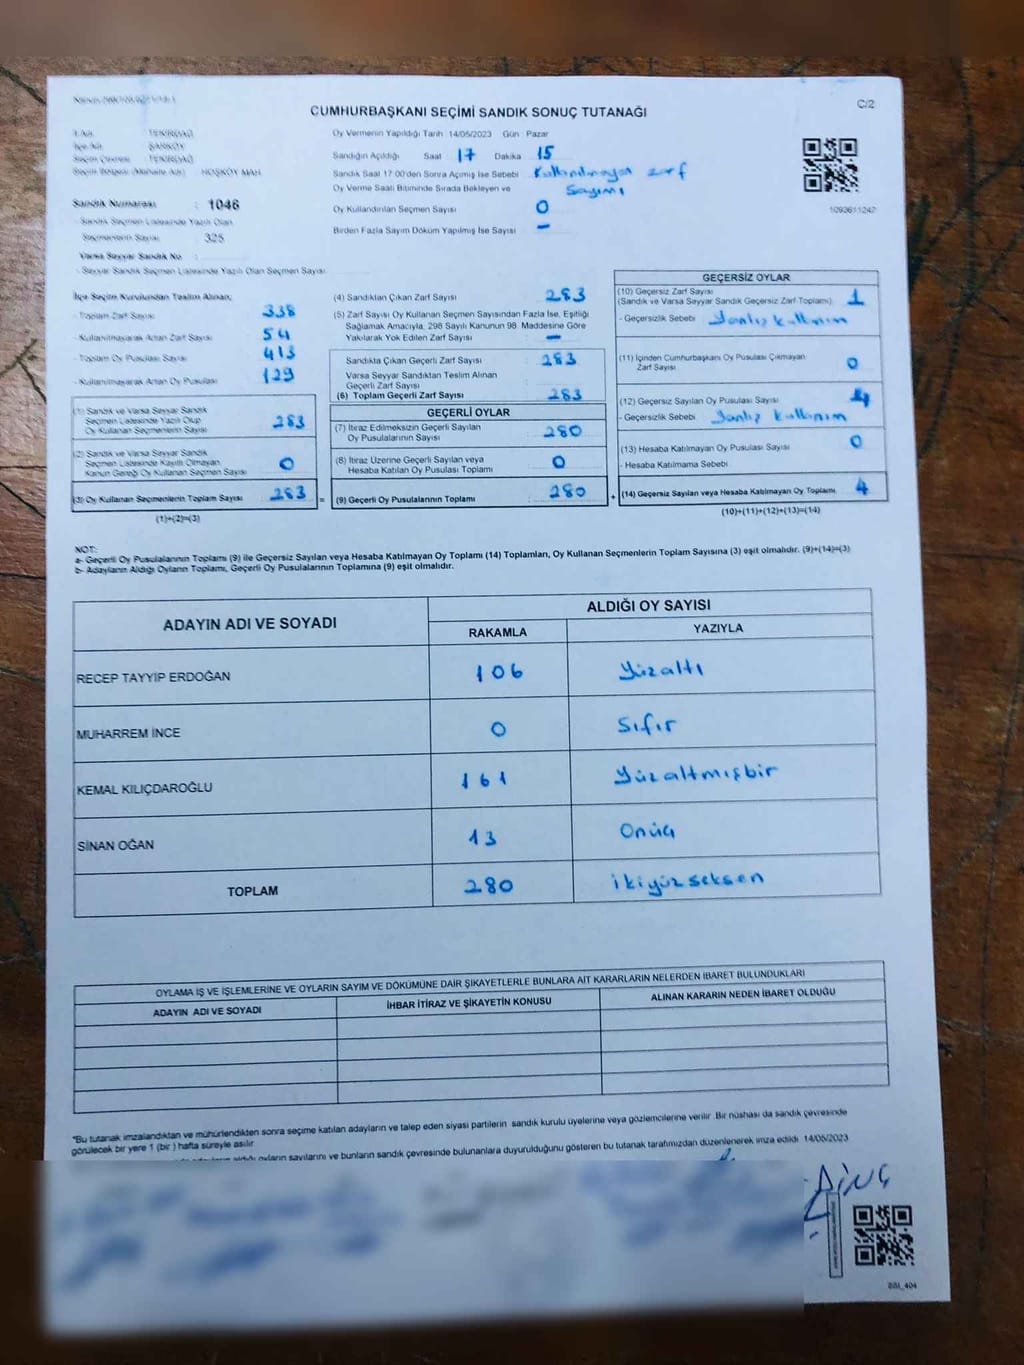 C/2
CUMHURBAŞKANI SEÇİMİ SANDIK SONUÇ TUTANAĞI
İl Adı : TEKİRDAĞ
İlçe Adı : ŞARKÖY
Seçim Çevresi : TEKİRDAĞ
Seçim Bölgesi (Muhalle Adı) : HOŞKÖY MAH.
Sandık Numarası : 1046
- Sandık Seçmen Listesinde Yazılı Olan
Seçmenlerin Sayısı : 325
Varsa Seyyar Sandık No :
- Seyyar Sandık Seçmen Listesinde Yazılı Olan Seçmen Sayısı
Oy Vermenin Yapıldığı Tarih 14/05/2023 Gün Pazar
Sandığın Açıldığı Saat 17 Dakika 15
Sandık Saat 17:00'den Sonra Açımış İse Sebebi Kullanılmayan zarf
Sayımı
Oy Verme Saati Bitiminde Sırada Bekleyen ve
Oy Kullandırılan Seçmen Sayısı 0
Birden Fazla Sayım Döküm Yapılmış İse Sayısı –
1092611247
İlçe Seçim Kurulundan Teslim Alınan;
- Toplam Zarf Sayısı 338
- Kullanılmayarak Artan Zarf Sayısı 54
- Toplam Oy Pusulası Sayısı 413
- Kullanılmayarak Artan Oy Pusulası 129
(1) Sandık ve Varsa Seyyar Sandık
Seçmen Listesinde Yazılı Olup
Oy Kullanan Seçmenlerin Sayısı 283
(2) Sandık ve Varsa Seyyar Sandık
Seçmen Listesinde Kayıtlı Olmayan
Kanun Gereği Oy Kullanan Seçmen Sayısı 0
(3) Oy Kullanan Seçmenlerin Toplam Sayısı 283 =
(1)+(2)=(3)
(4) Sandıktan Çıkan Zarf Sayısı 283
(5) Zarf Sayısı Oy Kullanan Seçmen Sayısından Fazla İse, Eşitliği
Sağlamak Amacıyla, 298 Sayılı Kanunun 98. Maddesine Göre
Yakılarak Yok Edilen Zarf Sayısı : –
Sandıkta Çıkan Geçerli Zarf Sayısı : 283
Varsa Seyyar Sandıktan Teslim Alınan
Geçerli Zarf Sayısı :
(6) Toplam Geçerli Zarf Sayısı : 283
GEÇERLİ OYLAR
(7) İtiraz Edilmeksizin Geçerli Sayılan
Oy Pusulalarının Sayısı : 280
(8) İtiraz Üzerine Geçerli Sayılan veya
Hesaba Katılan Oy Pusulası Toplamı : 0
(9) Geçerli Oy Pusulalarının Toplamı : 280 +
GEÇERSİZ OYLAR
(10) Geçersiz Zarf Sayısı
(Sandık ve Varsa Seyyar Sandık Geçersiz Zarf Toplamı) : 1
- Geçersizlik Sebebi Yanlış kullanım
(11) İçinden Cumhurbaşkanı Oy Pusulası Çıkmayan
Zarf Sayısı 0
(12) Geçersiz Sayılan Oy Pusulası Sayısı 4
- Geçersizlik Sebebi Yanlış kullanım
(13) Hesaba Katılmayan Oy Pusulası Sayısı 0
- Hesaba Katılmama Sebebi
(14) Geçersiz Sayılan veya Hesaba Katılmayan Oy Toplamı 4
(10)+(11)+(12)+(13)=(14)
NOT:
a- Geçerli Oy Pusulalarının Toplamı (9) ile Geçersiz Sayılan veya Hesaba Katılmayan Oy Toplamı (14) Toplamları, Oy Kullanan Seçmenlerin Toplam Sayısına (3) eşit olmalıdır. (9)+(14)=(3)
b- Adayların Aldığı Oyların Toplamı, Geçerli Oy Pusulalarının Toplamına (9) eşit olmalıdır.
ADAYIN ADI VE SOYADI ALDIĞI OY SAYISI
RAKAMLA YAZIYLA
RECEP TAYYİP ERDOĞAN 106 Yüzaltı
MUHARREM İNCE 0 Sıfır
KEMAL KILIÇDAROĞLU 161 Yüzaltmışbir
SİNAN OĞAN 13 Onüç
TOPLAM 280 ikiyüzseksen
OYLAMA İŞ VE İŞLEMLERİNE VE OYLARIN SAYIM VE DÖKÜMÜNE DAİR ŞİKAYETLERLE BUNLARA AİT KARARLARIN NELERDEN İBARET BULUNDUKLARI
ADAYIN ADI VE SOYADI İHBAR İTİRAZ VE ŞİKAYETİN KONUSU ALINAN KARARIN NEDEN İBARET OLDUĞU
*Bu tutanak imzalandıktan ve mühürlendikten sonra seçime katılan adayların ve talep eden siyasi partilerin sandık kurulu üyelerine veya gözlemcilerine verilir. Bir nüshası da sandık çevresinde
görülecek bir yere 1 (bir ) hafta süreyle asılır.
aldığı oyların sayılarını ve bunların sandık çevresinde bulunanlara duyurulduğunu gösteren bu tutanak tarafımızdan düzenlenerek imza edildi. 14/05/2023
DİNÇ